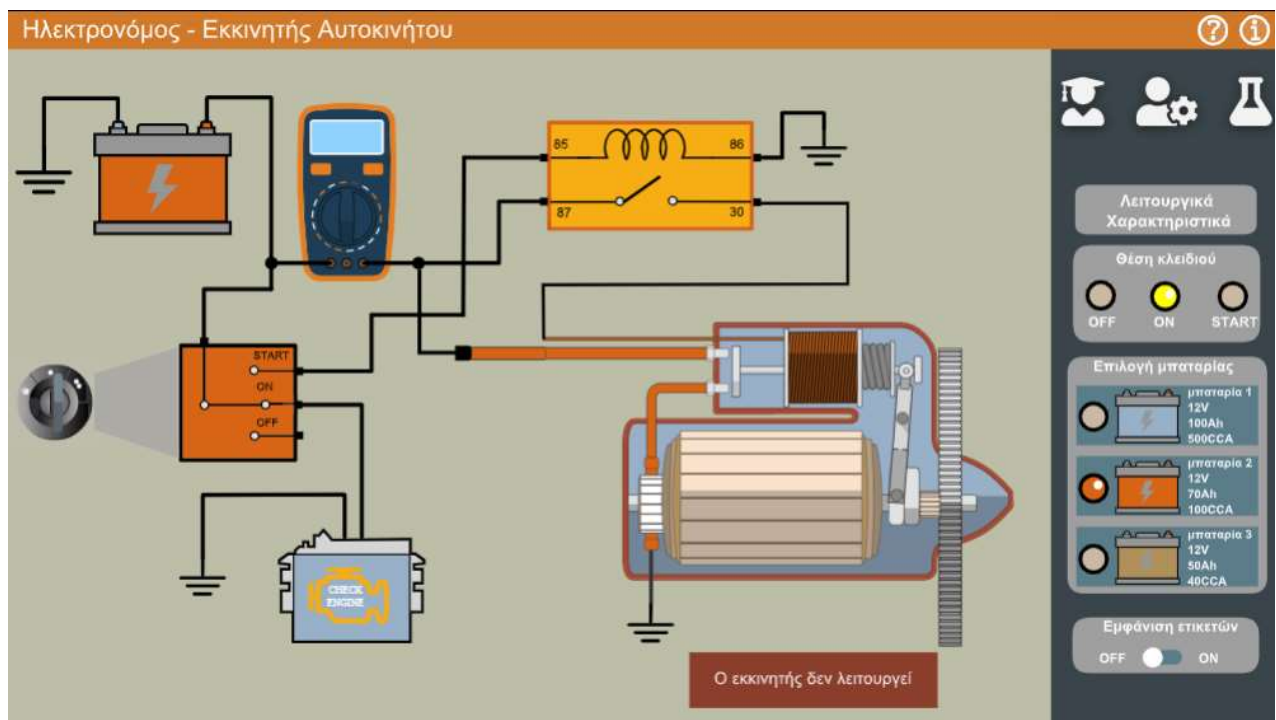 Ηλεκτρονόμος - Εκκινητής Αυτοκινήτου
85
86
87
30
START
ON
OFF
CHECK
ENGINE
Ο εκκινητής δεν λειτουργεί
Λειτουργικά
Χαρακτηριστικά
Θέση κλειδιού
OFF ON START
Επιλογή μπαταρίας
μπαταρία 1
12V
100Ah
500CCA
μπαταρία 2
12V
70Ah
100CCA
μπαταρία 3
12V
50Ah
40CCA
Εμφάνιση ετικετών
OFF ON